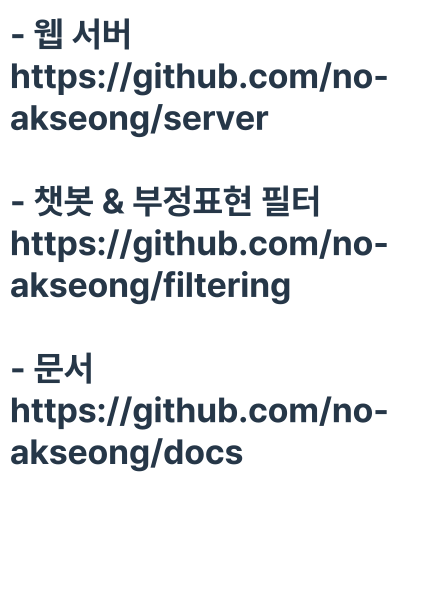 - 웹 서버
https://github.com/no-
akseong/server
- 챗봇 & 부정표현 필터
https://github.com/no-
akseong/filtering
- 문서
https://github.com/no-
akseong/docs